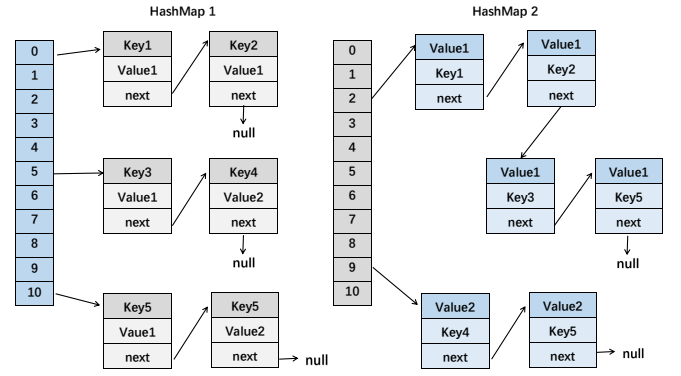 HashMap 1
0
1
2
3
4
5
6
7
8
9
10
Key1
Value1
next
Key2
Value1
next
null
Key3
Value1
next
Key4
Value2
next
null
Key5
Vaue1
next
Key5
Value2
next
null
HashMap 2
0
1
2
3
4
5
6
7
8
9
10
Value1
Key1
next
Value1
Key2
next
Value1
Key3
next
Value1
Key5
next
null
Value2
Key4
next
Value2
Key5
next
null